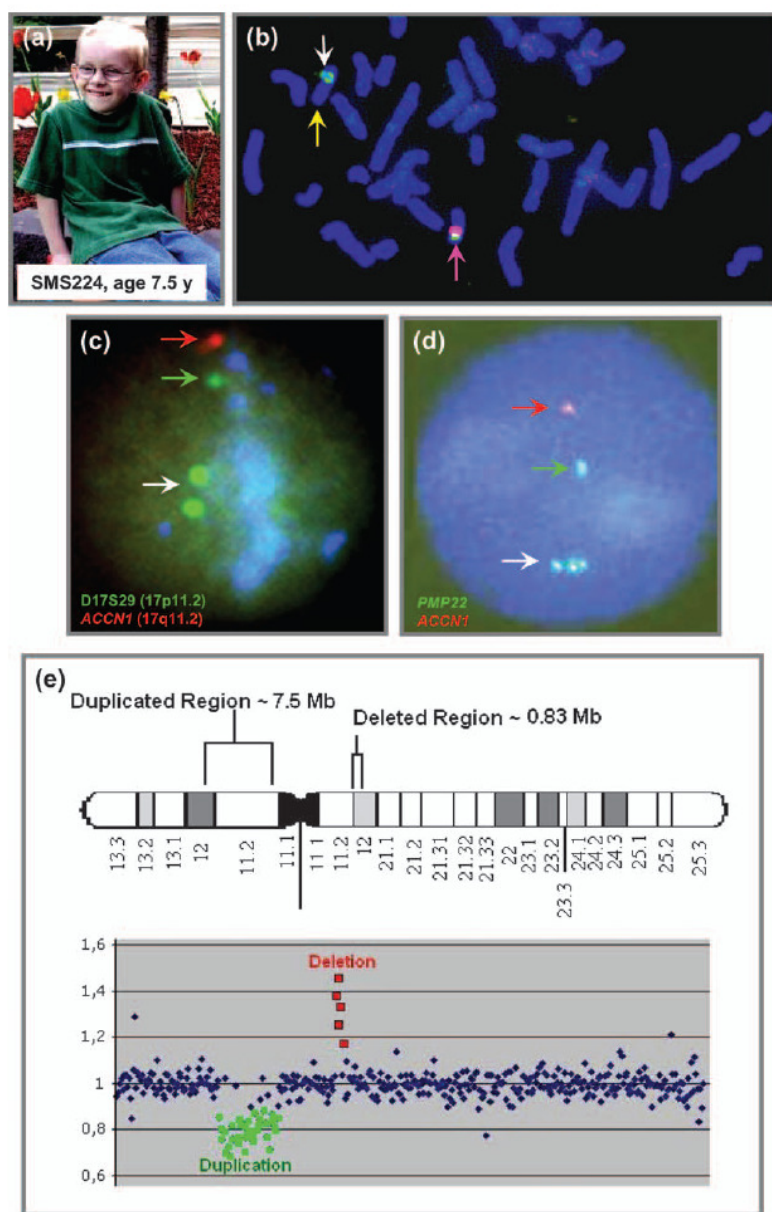 (a)
SMS224, age 7.5 y
(b)
(c)
D17S29 (17p11.2)
ACCN1 (17q11.2)
(d)
PMP22
ACCN1
(e)
Duplicated Region ~ 7.5 Mb
Deleted Region ~ 0.83 Mb
13.3
13.2
13.1
12
11.2
11.1
11 1
11.2
12
21.1
21.2
21.31
21.32
21.33
22
23.1
23.2
23.3
24.1
24.2
24.3
25.1
25.2
25.3
1,6
1,4
1,2
1
0,8
0,6
Deletion
Duplication